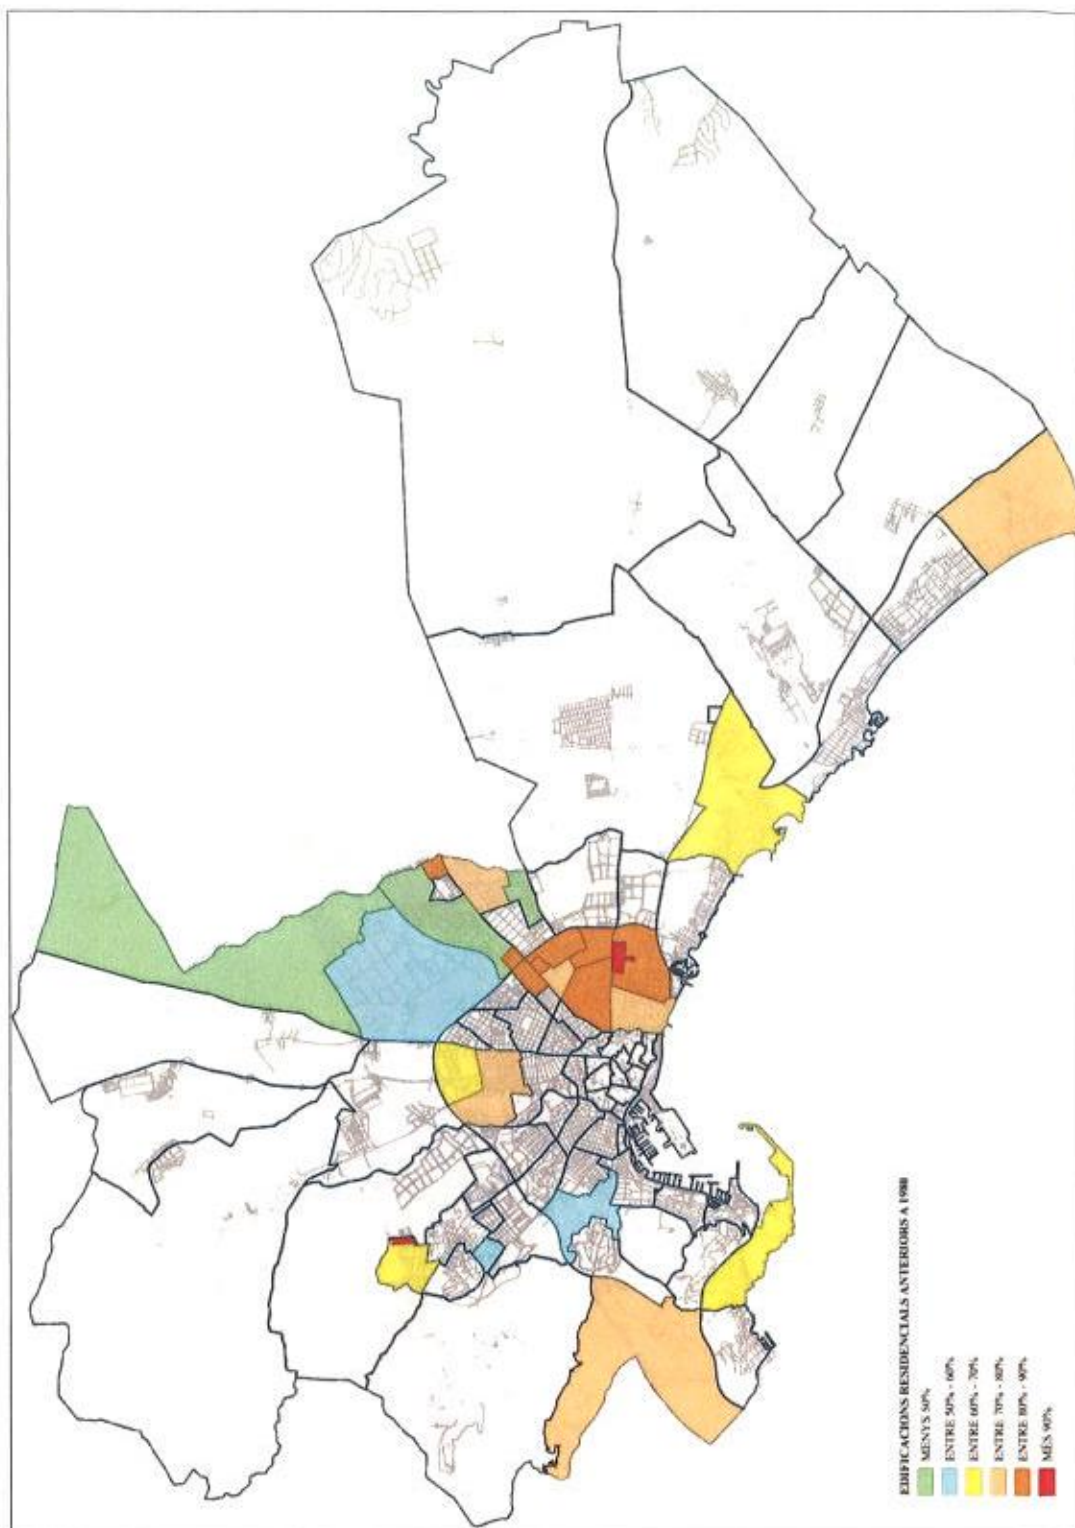 EDIFICACIONS RESIDENCIALS ANTERIORS A 1980
MENYS 50%
ENTRE 50% - 60%
ENTRE 60% - 70%
ENTRE 70% - 80%
ENTRE 80% - 90%
MÉS 90%